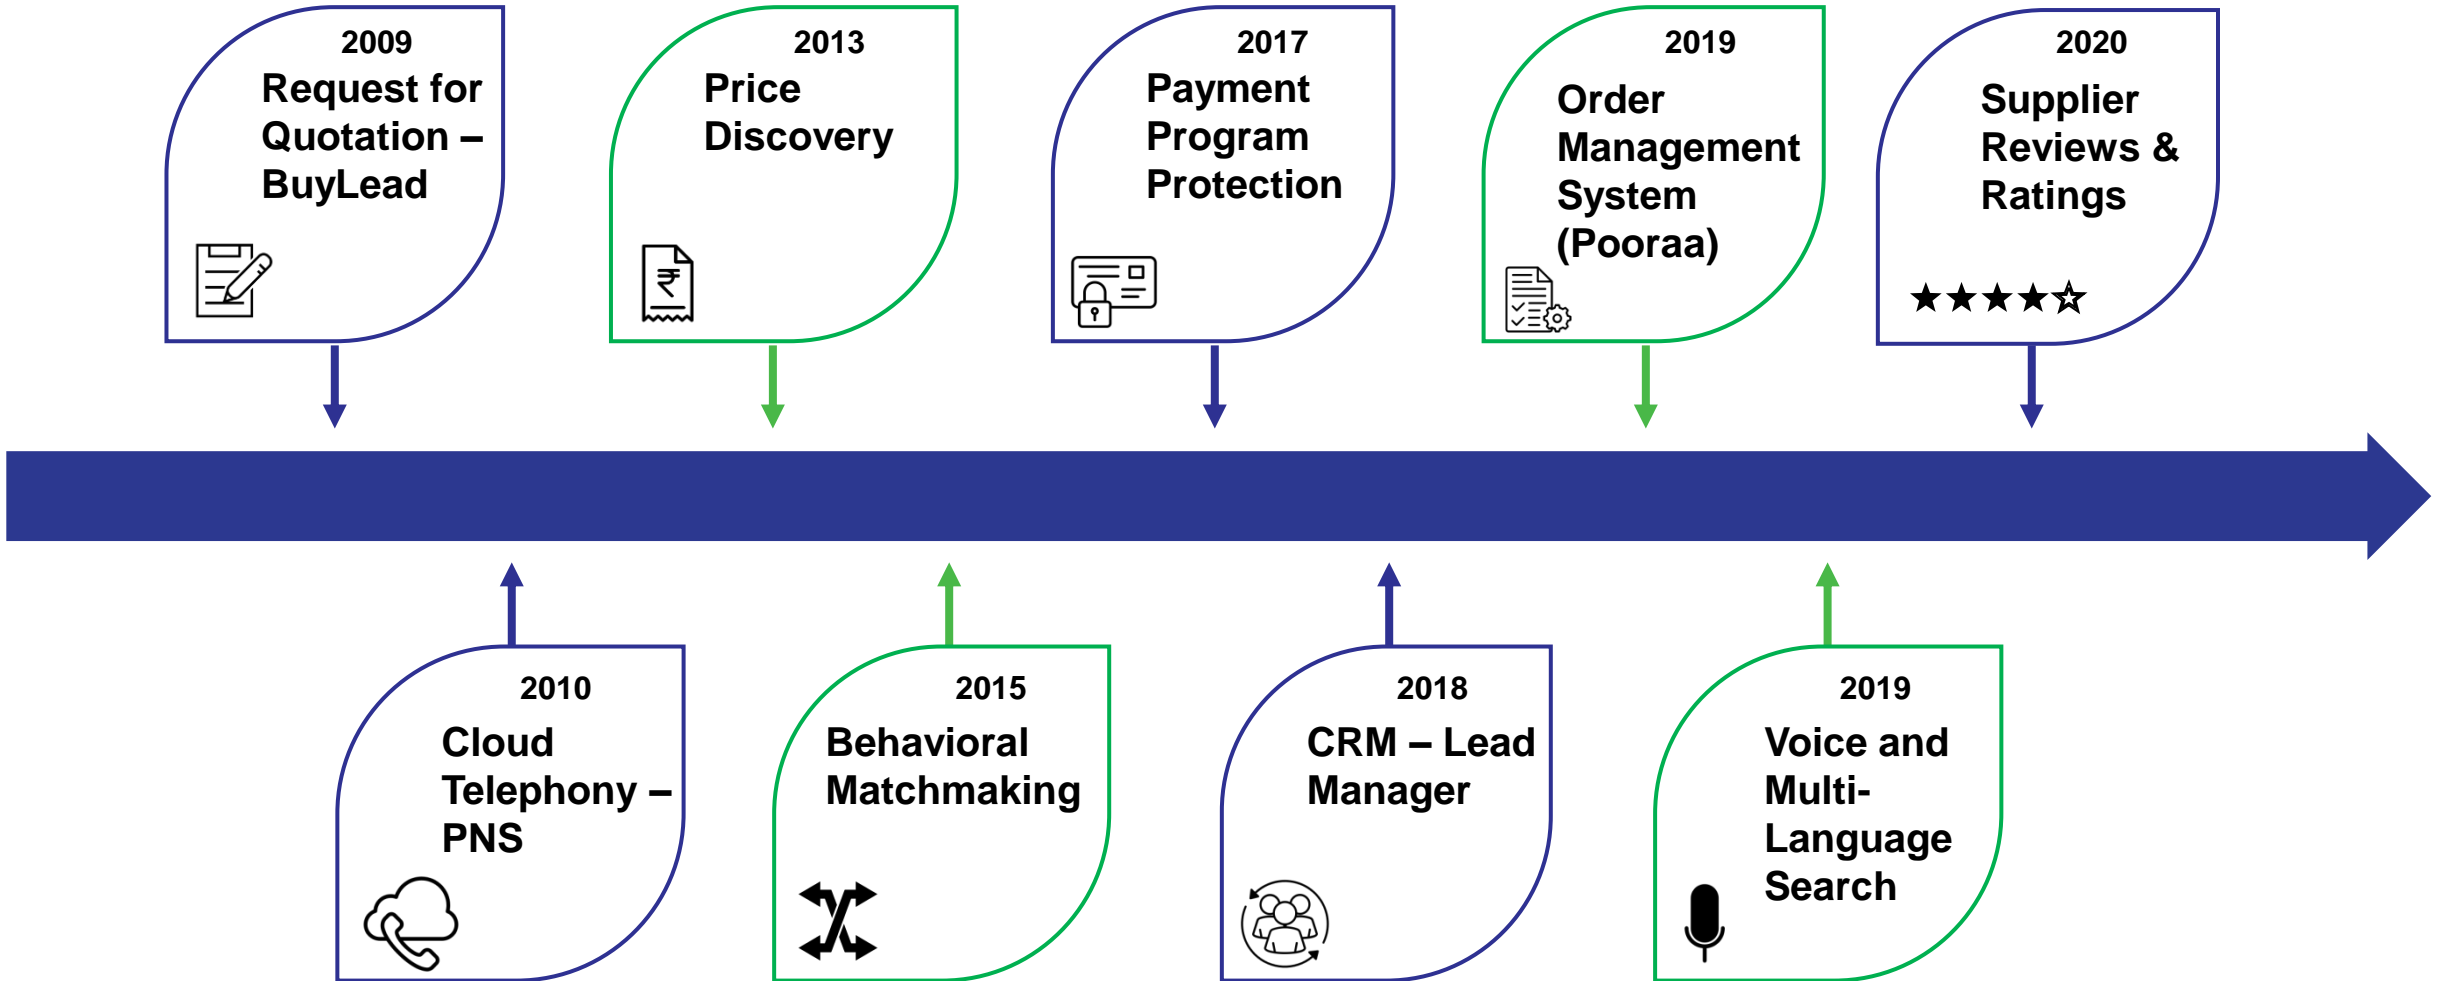 2009
Request for
Quotation –
BuyLead
2013
Price
Discovery
2017
Payment
Program
Protection
2019
Order
Management
System
(Pooraa)
2020
Supplier
Reviews &
Ratings
2010
Cloud
Telephony –
PNS
2015
Behavioral
Matchmaking
2018
CRM – Lead
Manager
2019
Voice and
Multi-
Language
Search